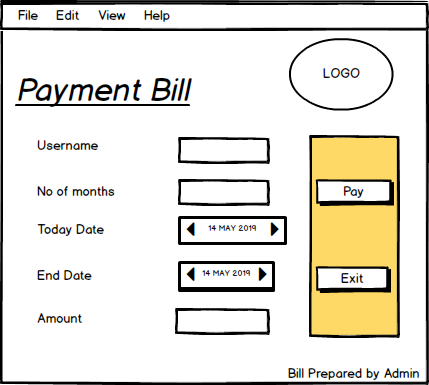 File Edit View Help
LOGO
Payment Bill
Username
No of months
Pay
Today Date
14 MAY 2019
End Date
14 MAY 2019
Exit
Amount
Bill Prepared by Admin